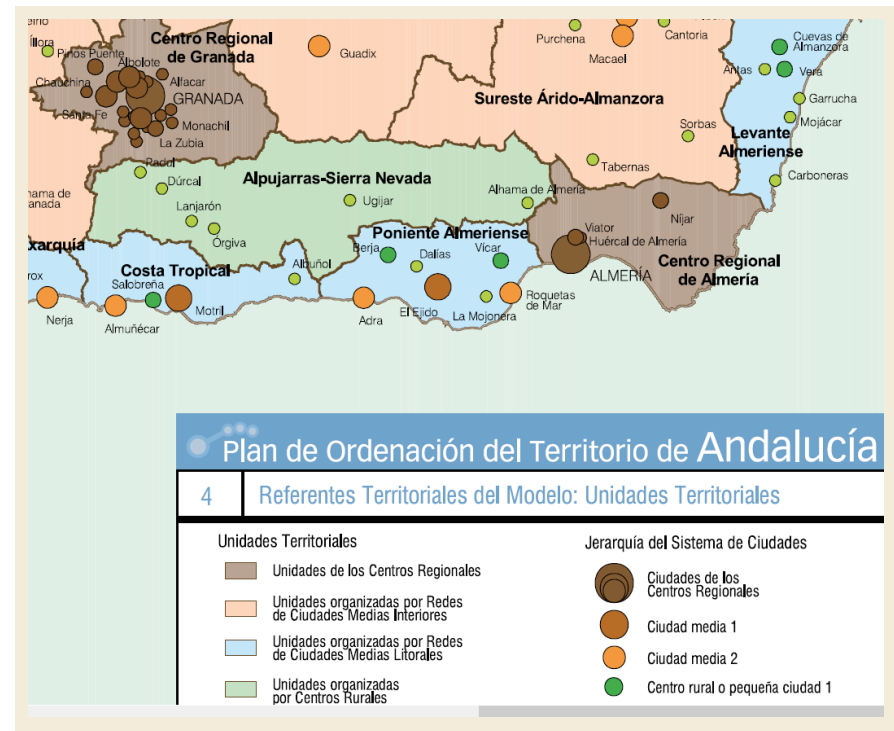 Íllora
Pinos Puente
Albolote
Centro Regional
de Granada
Chauchina
Alfacar
GRANADA
Santa Fe
Monachil
La Zubia
Guadix
Purchena
Cantoria
Macael
Cuevas de
Almanzora
Antas
Vera
Garrucha
Mojácar
Sureste Árido-Almanzora
Sorbas
Levante
Almeriense
Tabernas
Carboneras
Padul
Dúrcal
Alpujarras-Sierra Nevada
Alhama de Almería
Lanjarón
Ugijar
Órgiva
Níjar
Viator
Huércal de Almería
ALMERÍA
Centro Regional
de Almería
Poniente Almeriense
Berja
Dalías
Vícar
Costa Tropical
Salobreña
Albuñol
Motril
Nerja
Almuñécar
Adra
El Ejido
La Mojonera
Roquetas
de Mar
Plan de Ordenación del Territorio de Andalucía
4
Referentes Territoriales del Modelo: Unidades Territoriales
Unidades Territoriales
Unidades de los Centros Regionales
Unidades organizadas por Redes
de Ciudades Medias Interiores
Unidades organizadas por Redes
de Ciudades Medias Litorales
Unidades organizadas
por Centros Rurales
Jerarquía del Sistema de Ciudades
Ciudades de los
Centros Regionales
Ciudad media 1
Ciudad media 2
Centro rural o pequeña ciudad 1